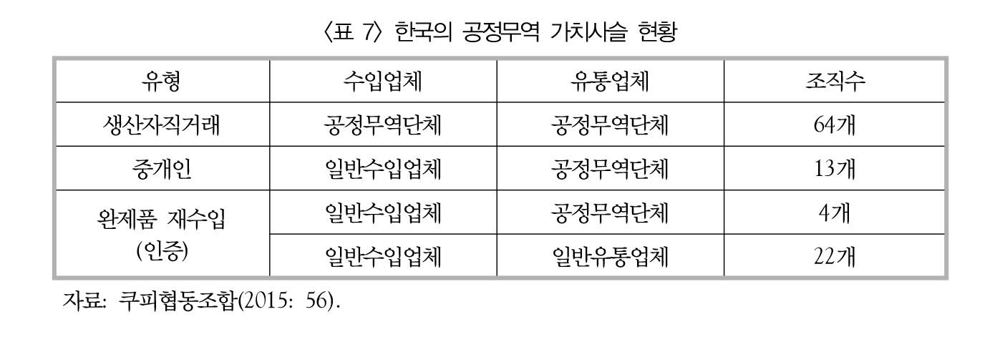 〈표 7〉 한국의 공정무역 가치사슬 현황
유형 수입업체 유통업체 조직수
생산자직거래 공정무역단체 공정무역단체 64개
중개인 일반수입업체 공정무역단체 13개
완제품 재수입
(인증)
일반수입업체 공정무역단체 4개
일반수입업체 일반유통업체 22개
자료: 쿠피협동조합(2015: 56).